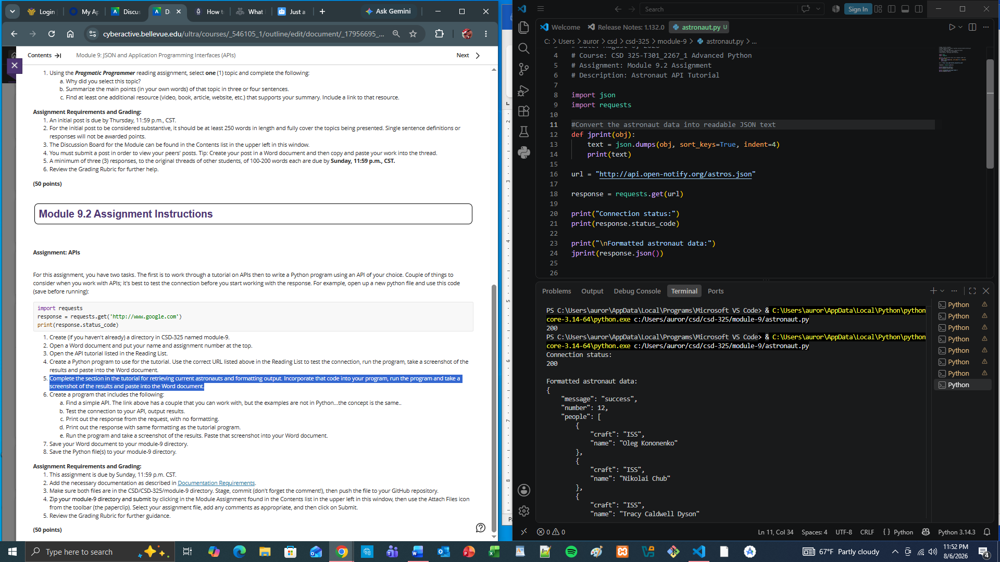 Login
My Ap
Discus
D
How t
What
Just a
Ask Gemini
cyberactive.bellevue.edu/ultra/courses/_546105_1/outline/edit/document/_17956695_...
Contents
Module 9: JSON and Application Programming Interfaces (APIs)
Next
1. Using the Pragmatic Programmer reading assignment, select one (1) topic and complete the following:
a. Why did you select this topic?
b. Summarize the main points (in your own words) of that topic in three or four sentences.
c. Find at least one additional resource (video, book, article, website, etc.) that supports your summary. Include a link to that resource.
Assignment Requirements and Grading:
1. An initial post is due by Thursday, 11:59 p.m., CST.
2. For the initial post to be considered substantive, it should be at least 250 words in length and fully cover the topics being presented. Single sentence definitions or
responses will not be awarded points.
3. The Discussion Board for the Module can be found in the Contents list in the upper left in this window.
4. You must submit a post in order to view your peers' posts. Tip: Create your post in a Word document and then copy and paste your work into the thread.
5. A minimum of three (3) responses, to the original threads of other students, of 100-200 words each are due by Sunday, 11:59 p.m., CST.
6. Review the Grading Rubric for further help.
(50 points)
Module 9.2 Assignment Instructions
Assignment: APIs
For this assignment, you have two tasks. The first is to work through a tutorial on APIs then to write a Python program using an API of your choice. Couple of things to
consider when you work with APIs; it's best to test the connection before you start working with the response. For example, open up a new python file and use this code
(save before running):
import requests
response = requests.get('http://www.google.com')
print(response.status_code)
1. Create (if you haven't already) a directory in CSD-325 named module-9.
2. Open a Word document and put your name and assignment number at the top.
3. Open the API tutorial listed in the Reading List.
4. Create a Python program to use for the tutorial. Use the correct URL listed above in the Reading List to test the connection, run the program, take a screenshot of the
results and paste into the Word document.
5. Complete the section in the tutorial for retrieving current astronauts and formatting output. Incorporate that code into your program, run the program and take a
screenshot of the results and paste into the Word document.
6. Create a program that includes the following:
a. Find a simple API. The link above has a couple that you can work with, but the examples are not in Python...the concept is the same..
b. Test the connection to your API, output results.
c. Print out the response from the request, with no formatting.
d. Print out the response with same formatting as the tutorial program.
e. Run the program and take a screenshot of the results. Paste that screenshot into your Word document.
7. Save your Word document to your module-9 directory.
8. Save the Python file(s) to your module-9 directory.
Assignment Requirements and Grading:
1. This assignment is due by Sunday, 11:59 p.m. CST.
2. Add the necessary documentation as described in Documentation Requirements.
3. Make sure both files are in the CSD/CSD-325/module-9 directory. Stage, commit (don't forget the comment!), then push the file to your GitHub repository.
4. Zip your module-9 directory and submit by clicking in the Module Assignment found in the Contents list in the upper left in this window, then use the Attach Files icon
from the toolbar (the paperclip). Select your assignment file, add any comments as appropriate, and then click on Submit.
5. Review the Grading Rubric for further guidance.
(50 points)
Search
Sign In
Welcome
Release Notes: 1.132.0
astronaut.py U
C: > Users > auror > csd > csd-325 > module-9 > astronaut.py > ...
4 # Course: CSD 325-T301_2267_1 Advanced Python
5 # Assignment: Module 9.2 Assignment
6 # Description: Astronaut API Tutorial
7
8 import json
9 import requests
10
11 #Convert the astronaut data into readable JSON text
12 def jprint(obj):
13 text = json.dumps(obj, sort_keys=True, indent=4)
14 print(text)
15
16 url = "http://api.open-notify.org/astros.json"
17
18 response = requests.get(url)
19
20 print("Connection status:")
21 print(response.status_code)
22
23 print("\nFormatted astronaut data:")
24 jprint(response.json())
25
26
Problems
Output
Debug Console
Terminal
Ports
PS C:\Users\auror\AppData\Local\Programs\Microsoft VS Code> & C:\Users\auror\AppData\Local\Python\python
core-3.14-64\python.exe c:/Users/auror/csd/csd-325/module-9/astronaut.py
200
PS C:\Users\auror\AppData\Local\Programs\Microsoft VS Code> & C:\Users\auror\AppData\Local\Python\python
core-3.14-64\python.exe c:/Users/auror/csd/csd-325/module-9/astronaut.py
Connection status:
200
Formatted astronaut data:
{
"message": "success",
"number": 12,
"people": [
{
"craft": "ISS",
"name": "Oleg Kononenko"
},
{
"craft": "ISS",
"name": "Nikolai Chub"
},
{
"craft": "ISS",
"name": "Tracy Caldwell Dyson"
Python
Python
Python
Python
Python
Python
Python
Python
0 0
Ln 11, Col 34
Spaces: 4
UTF-8
CRLF
{ } Python
Python 3.14.3
Type here to search
67°F Partly cloudy
11:52 PM
8/6/2026
4